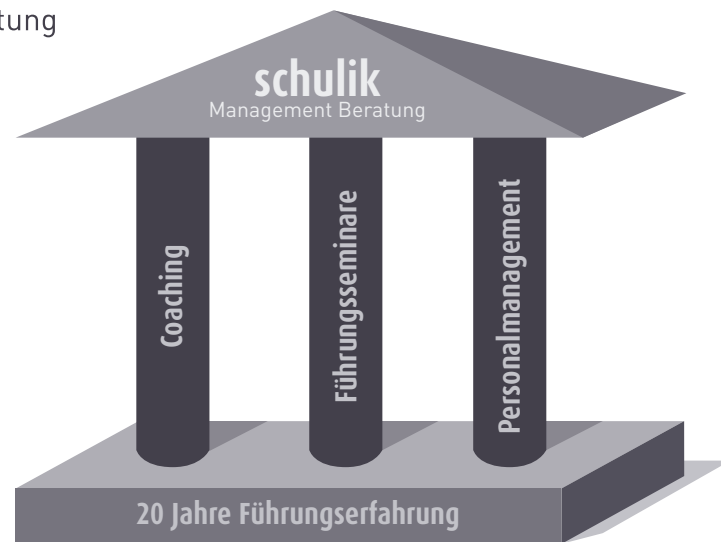 tung
schulik
Management Beratung
Coaching
Führungsseminare
Personalmanagement
20 Jahre Führungserfahrung